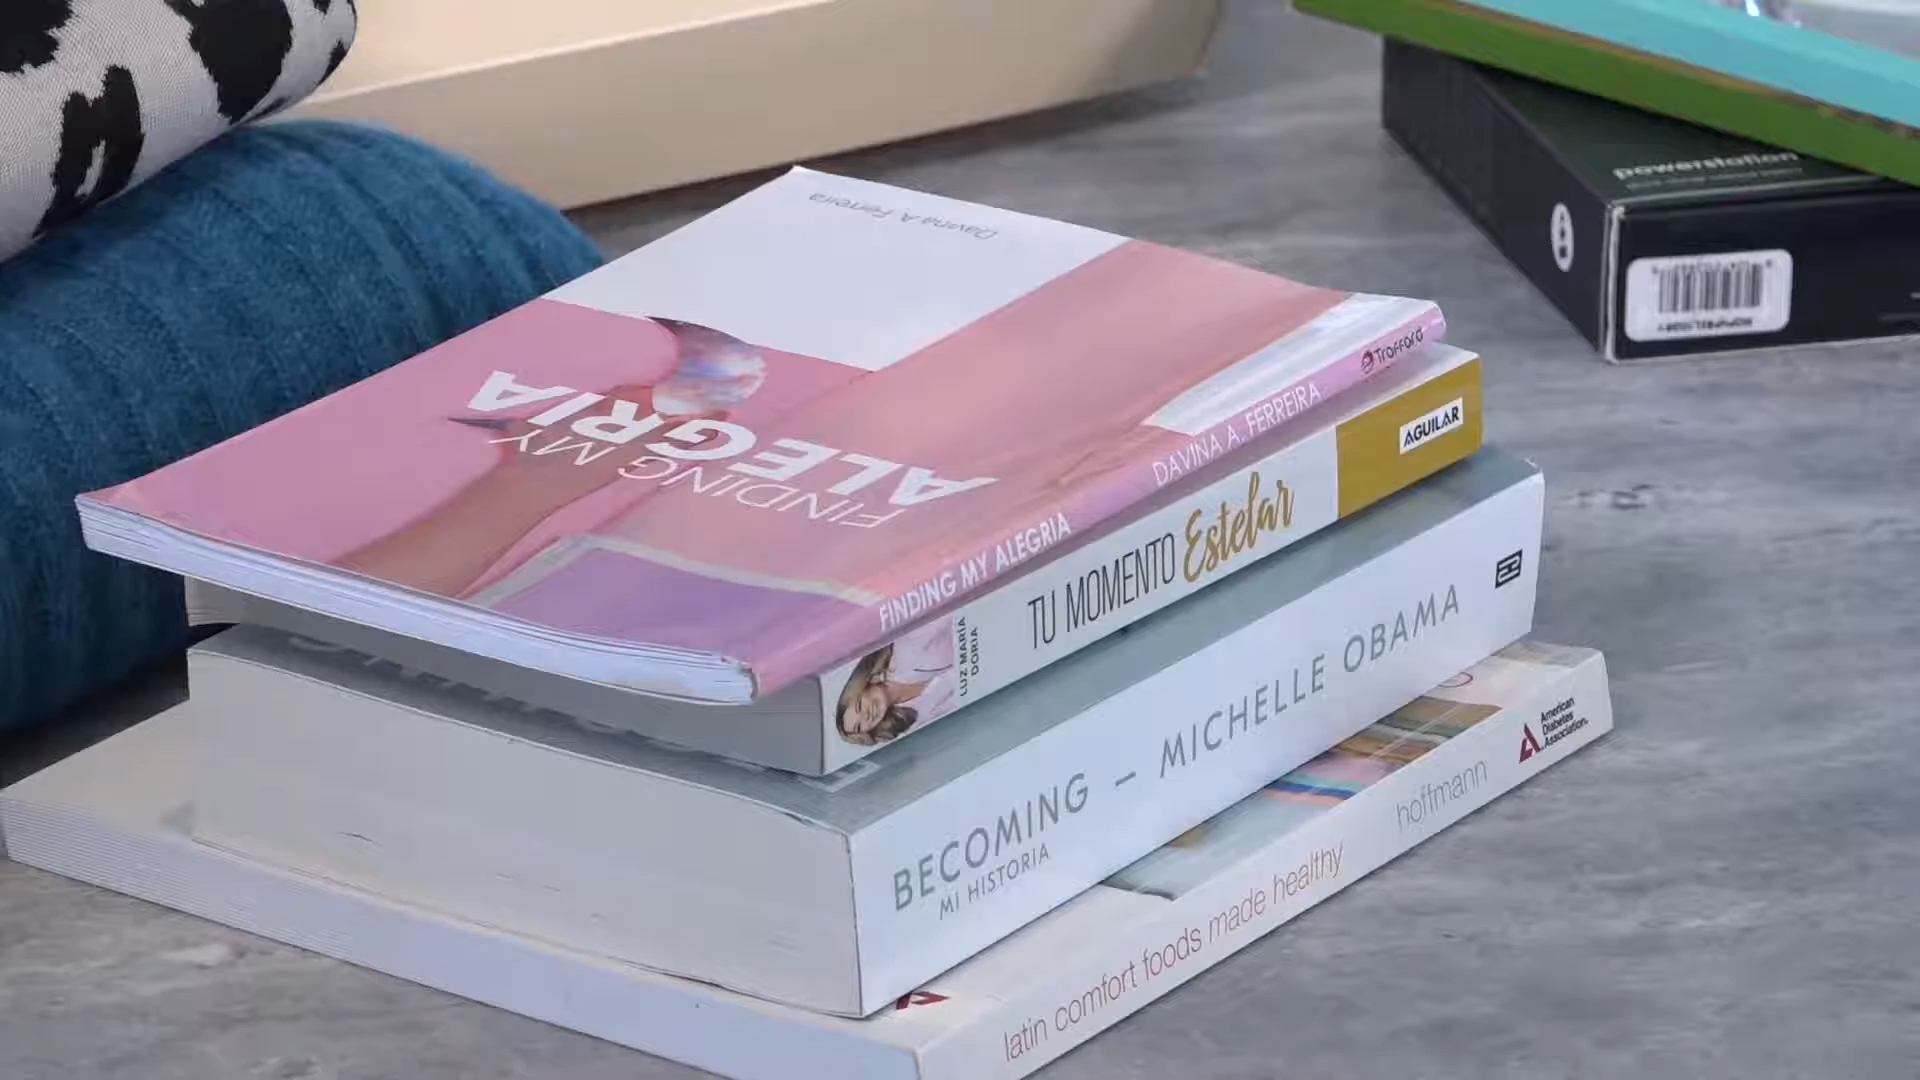 powerstation
Davina A. Ferreira
FINDING MY
ALEGRIA
FINDING MY ALEGRIA
DAVINA A. FERREIRA
Trafford
LUZ MARÍA
DORIA
TU MOMENTO Estelar
AGUILAR
BECOMING – MICHELLE OBAMA
MI HISTORIA
latin comfort foods made healthy
hoffmann
American
Diabetes
Association.